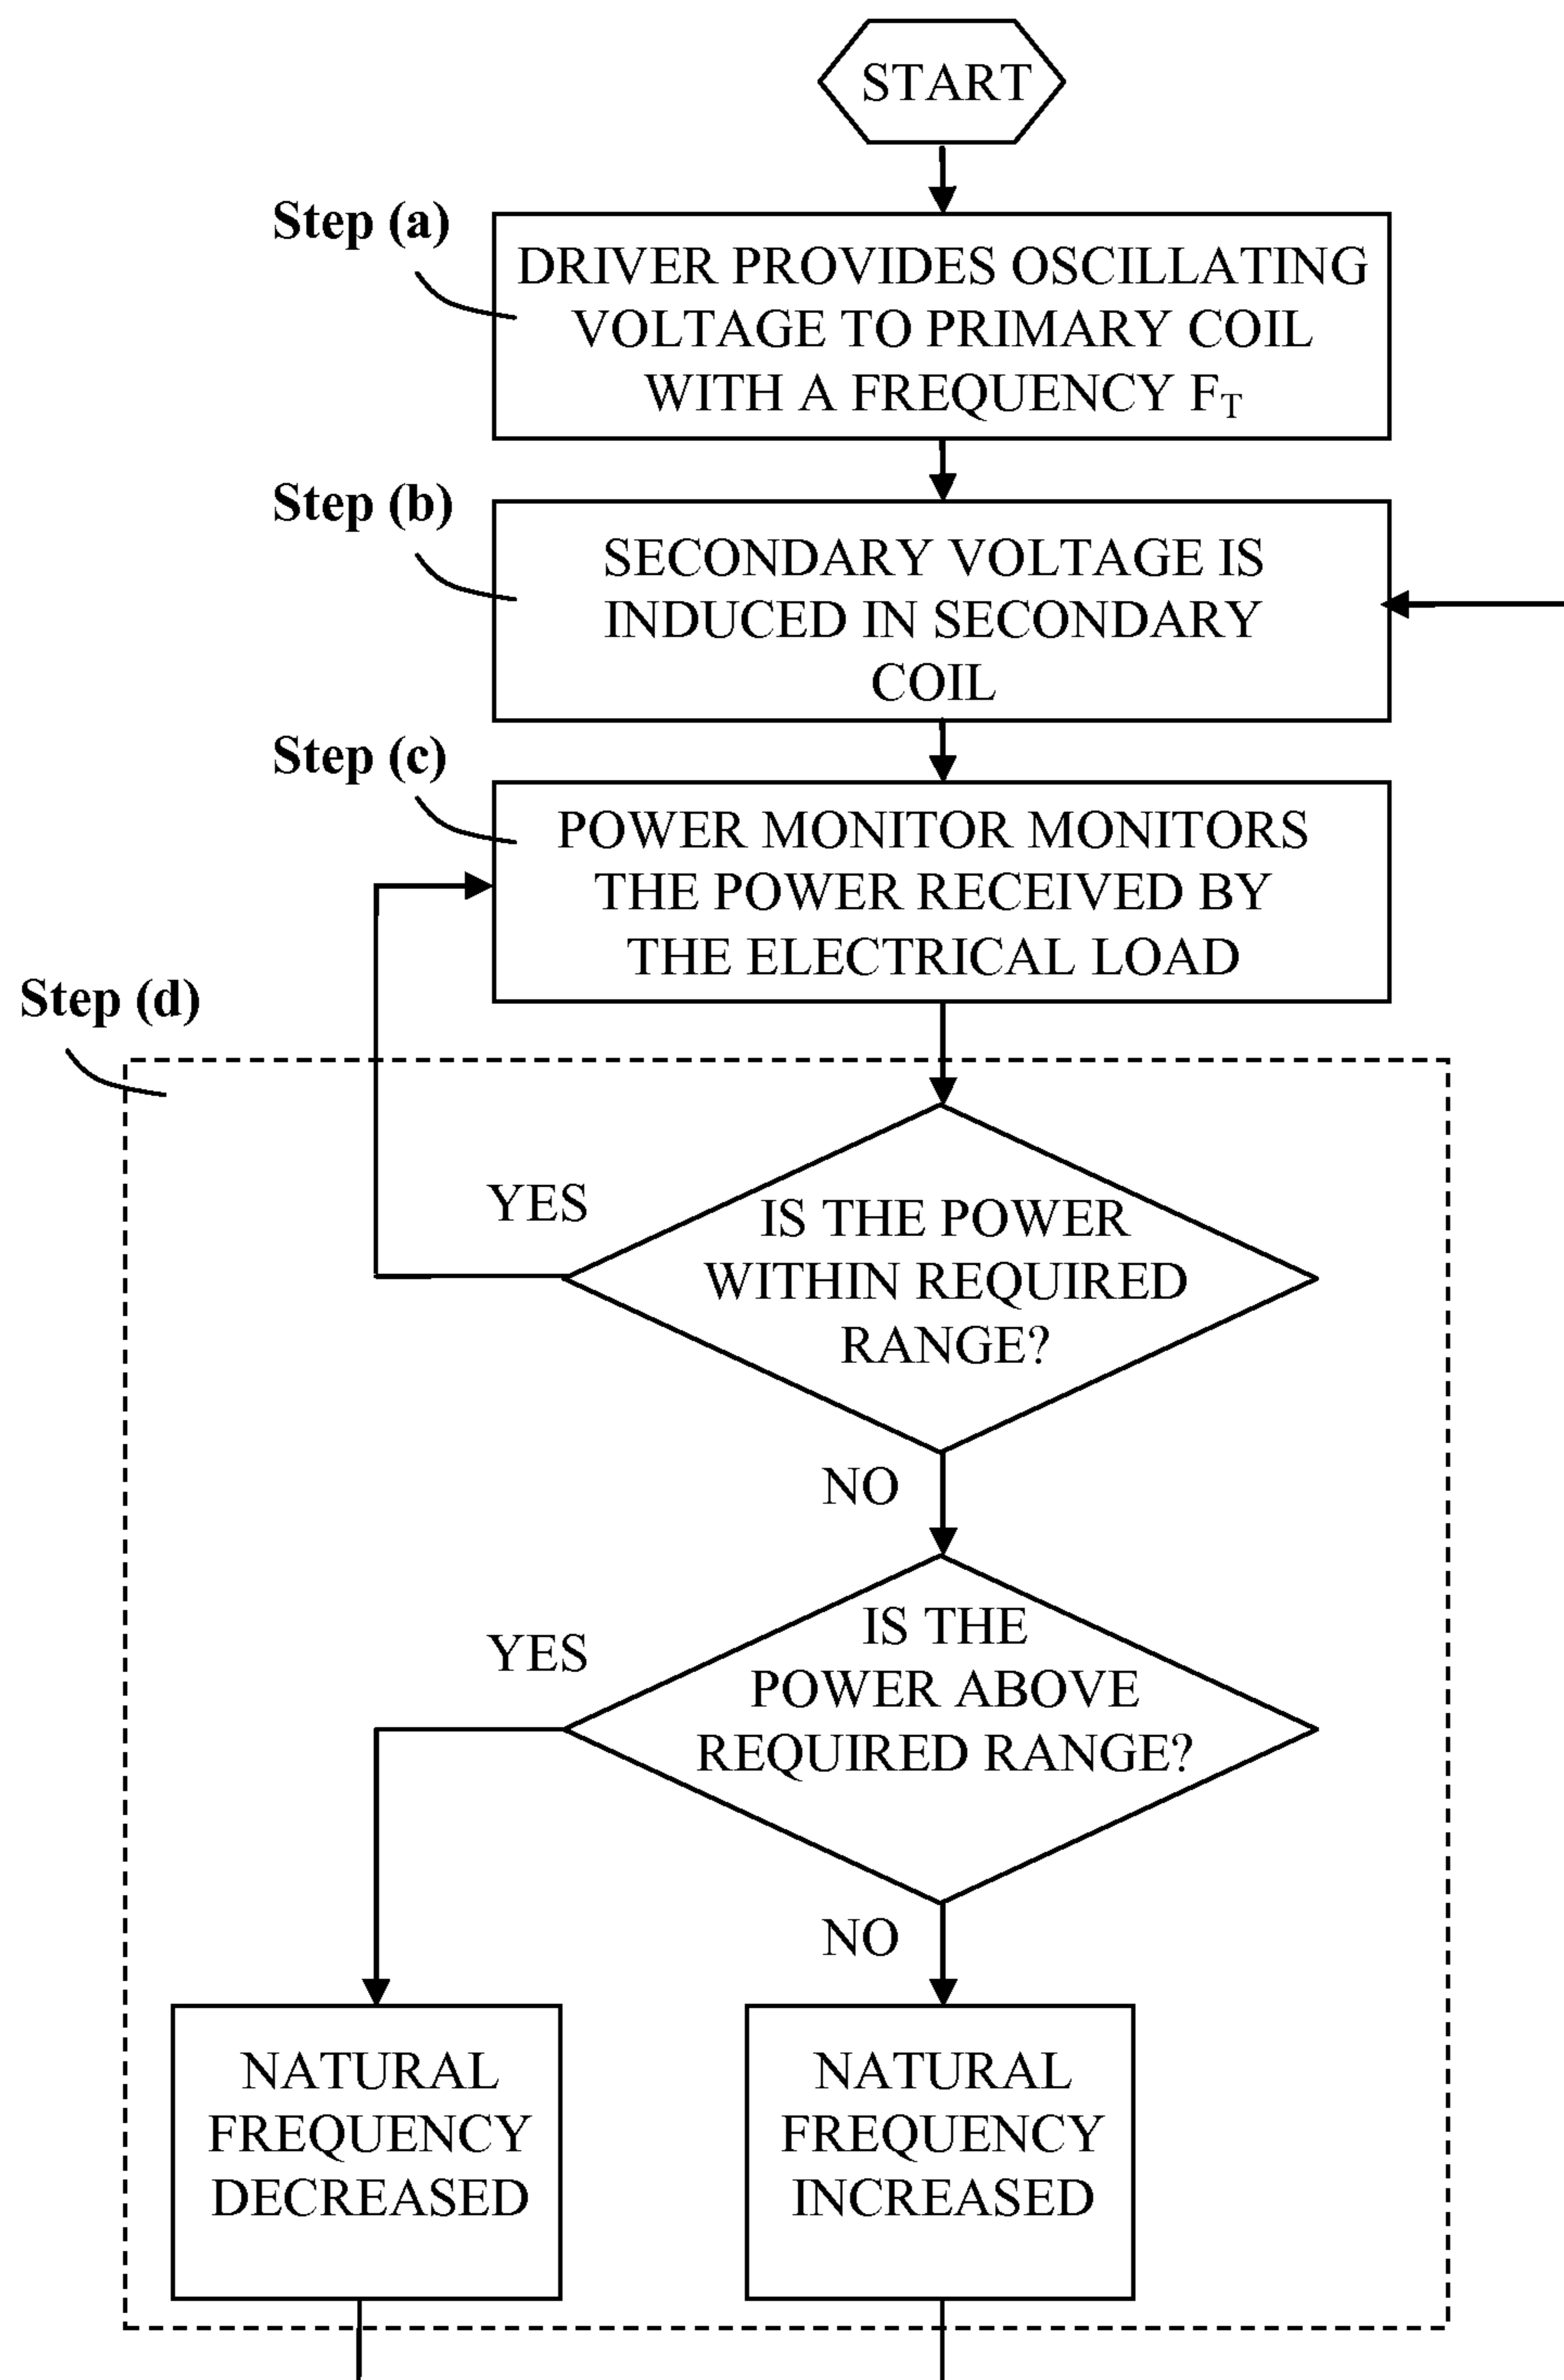 START
Step (a)
DRIVER PROVIDES OSCILLATING
VOLTAGE TO PRIMARY COIL
WITH A FREQUENCY F_T
Step (b)
SECONDARY VOLTAGE IS
INDUCED IN SECONDARY
COIL
Step (c)
POWER MONITOR MONITORS
THE POWER RECEIVED BY
THE ELECTRICAL LOAD
Step (d)
YES
IS THE POWER
WITHIN REQUIRED
RANGE?
NO
YES
IS THE
POWER ABOVE
REQUIRED RANGE?
NO
NATURAL
FREQUENCY
DECREASED
NATURAL
FREQUENCY
INCREASED